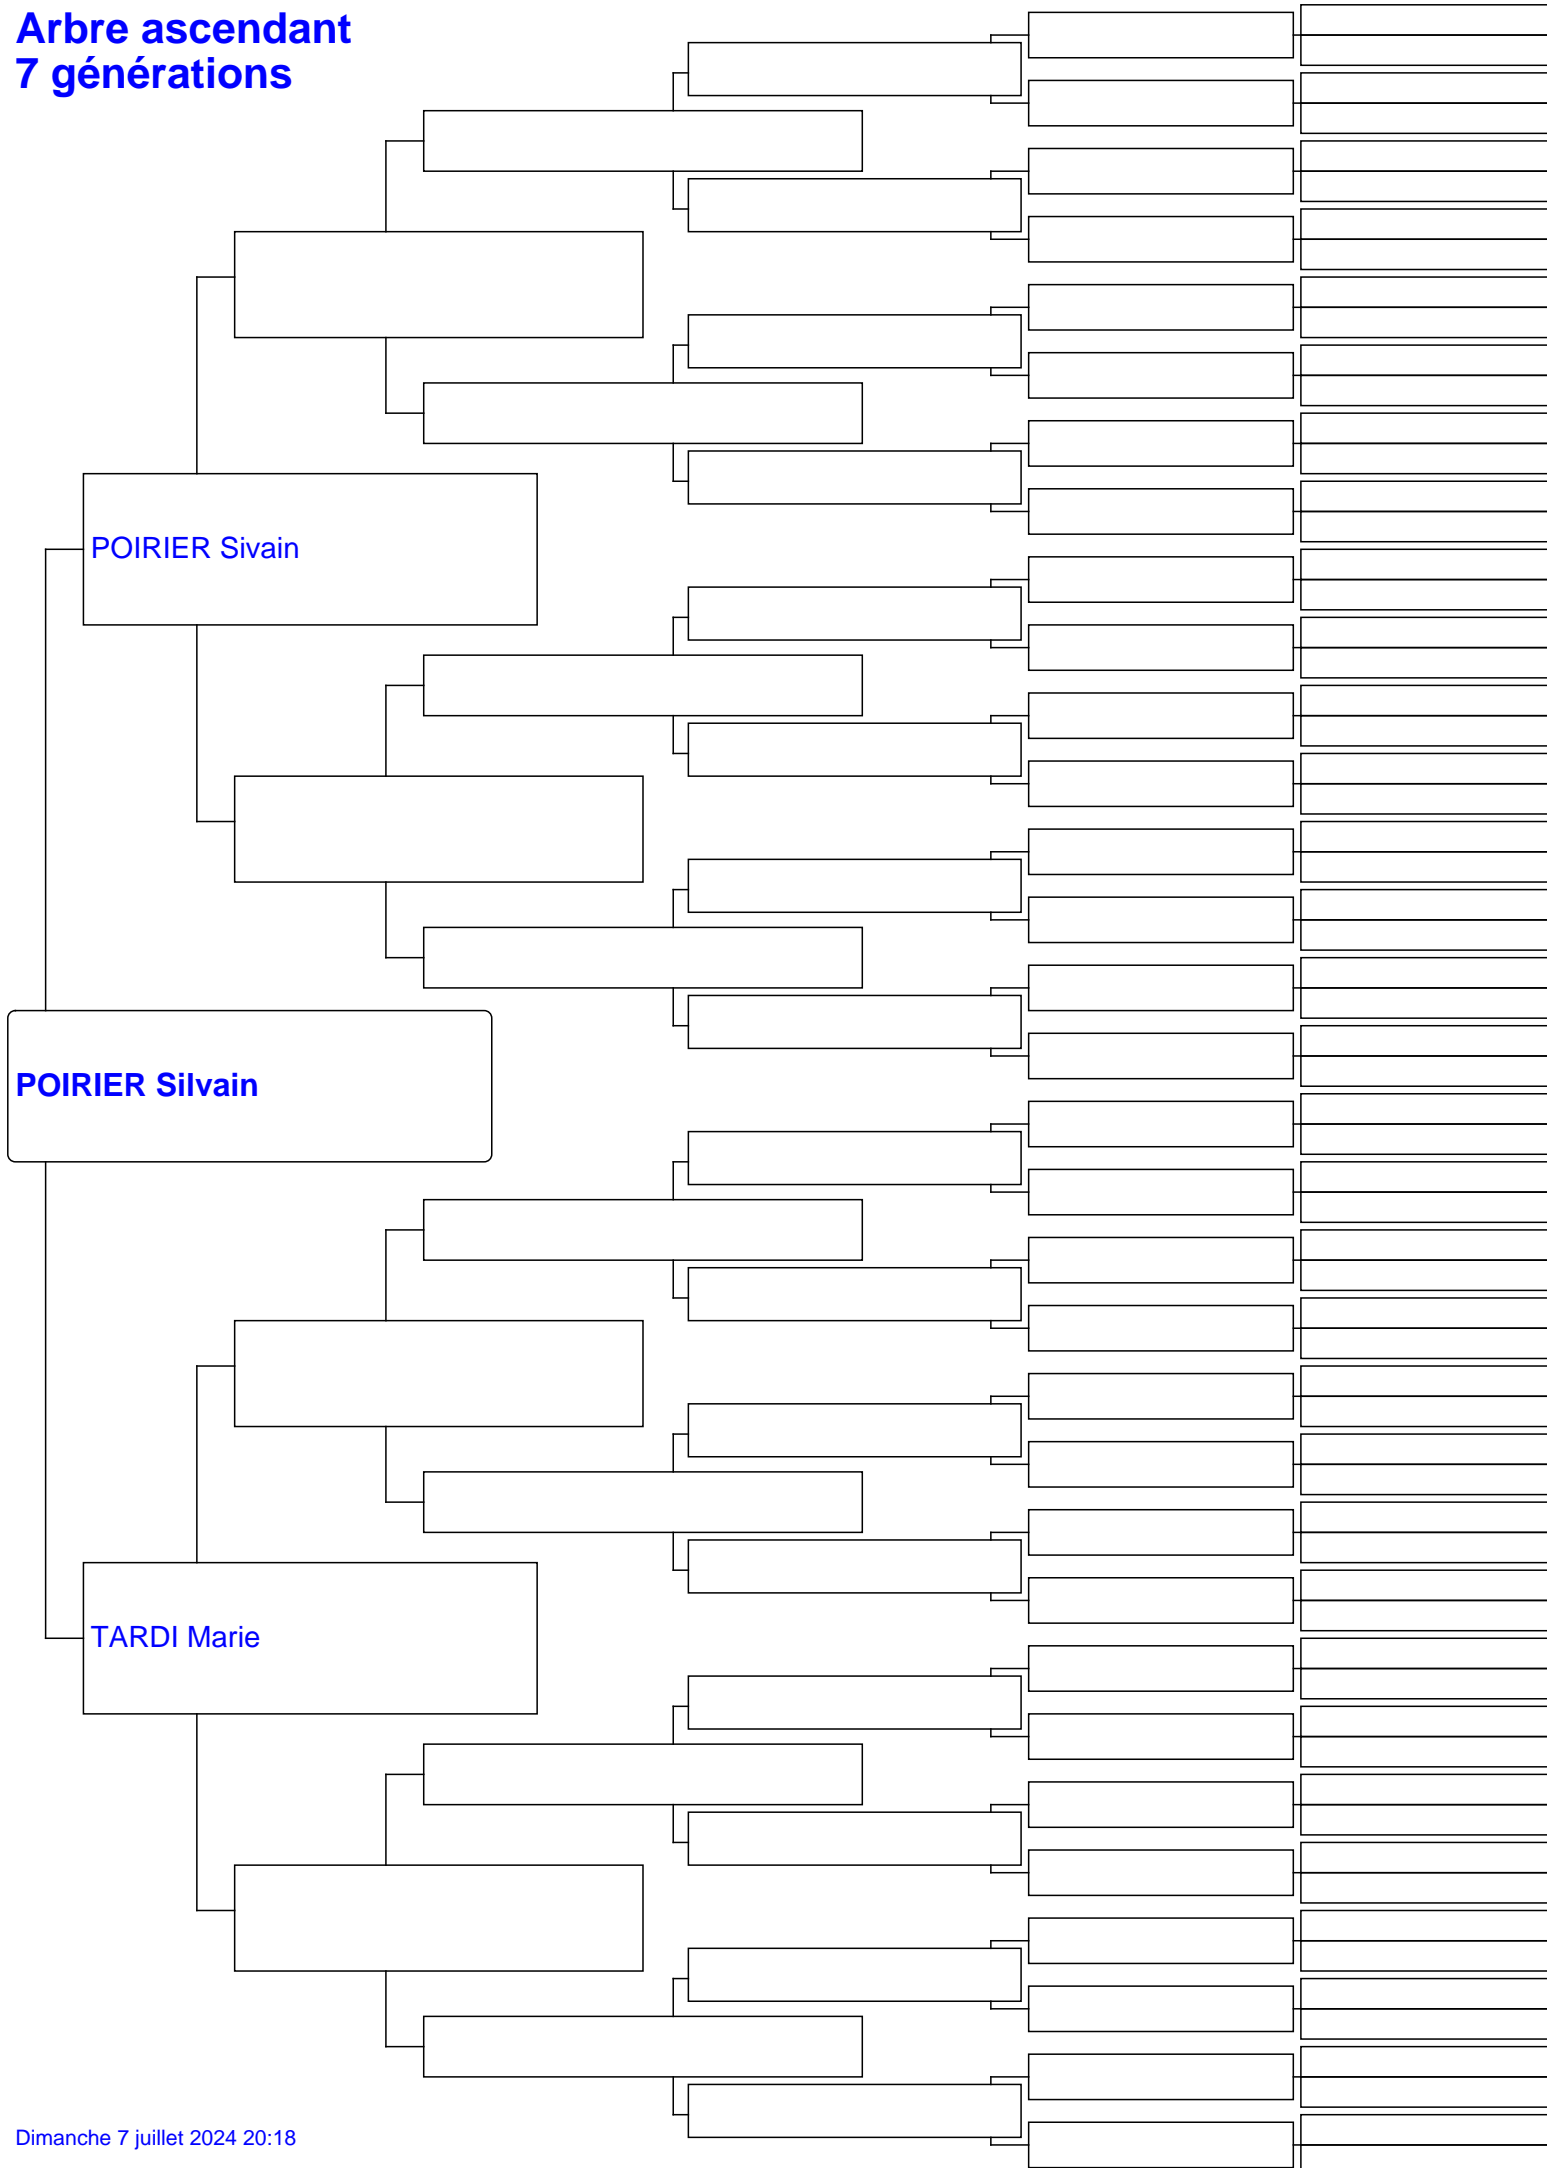 Arbre ascendant
7 générations
POIRIER Sivain
POIRIER Silvain
TARDI Marie
Dimanche 7 juillet 2024 20:18